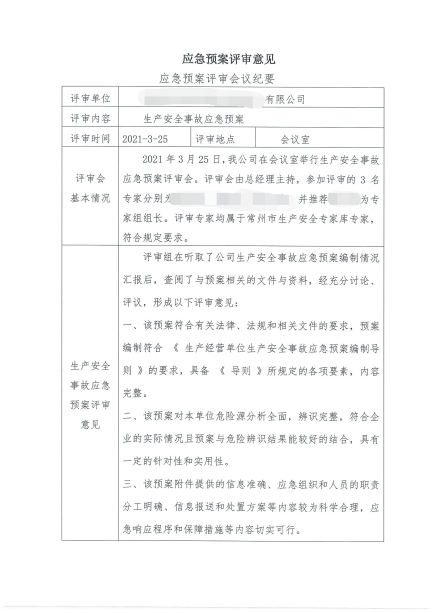 应急预案评审意见
应急预案评审会议纪要
评审单位
有限公司
评审内容
生产安全事故应急预案
评审时间
2021-3-25
评审地点
会议室
评审会
基本情况
2021 年 3 月 25 日,我公司在会议室举行生产安全事故
应急预案评审会。评审会由总经理主持,参加评审的 3 名
专家分别为
并推荐
为专
家组组长。评审专家均属于常州市生产安全专家库专家,
符合规定要求。
生产安全
事故应急
预案评审
意见
评审组在听取了公司生产安全事故应急预案编制情况
汇报后,查阅了与预案相关的文件与资料,经充分讨论、
评议,形成以下评审意见:
一、该预案符合有关法律、法规和相关文件的要求,预案
编制符合 《 生产经营单位生产安全事故应急预案编制导
则 》的要求,具备 《 导则 》所规定的各项要素,内容
完整。
二、该预案对本单位危险源分析全面,辨识完整,符合企
业的实际情况且预案与危险辨识结果能较好的结合,具有
一定的针对性和实用性。
三、该预案附件提供的信息准确、应急组织和人员的职责
分工明确、信息报送和处置方案等内容较为科学合理,应
急响应程序和保障措施等内容切实可行。